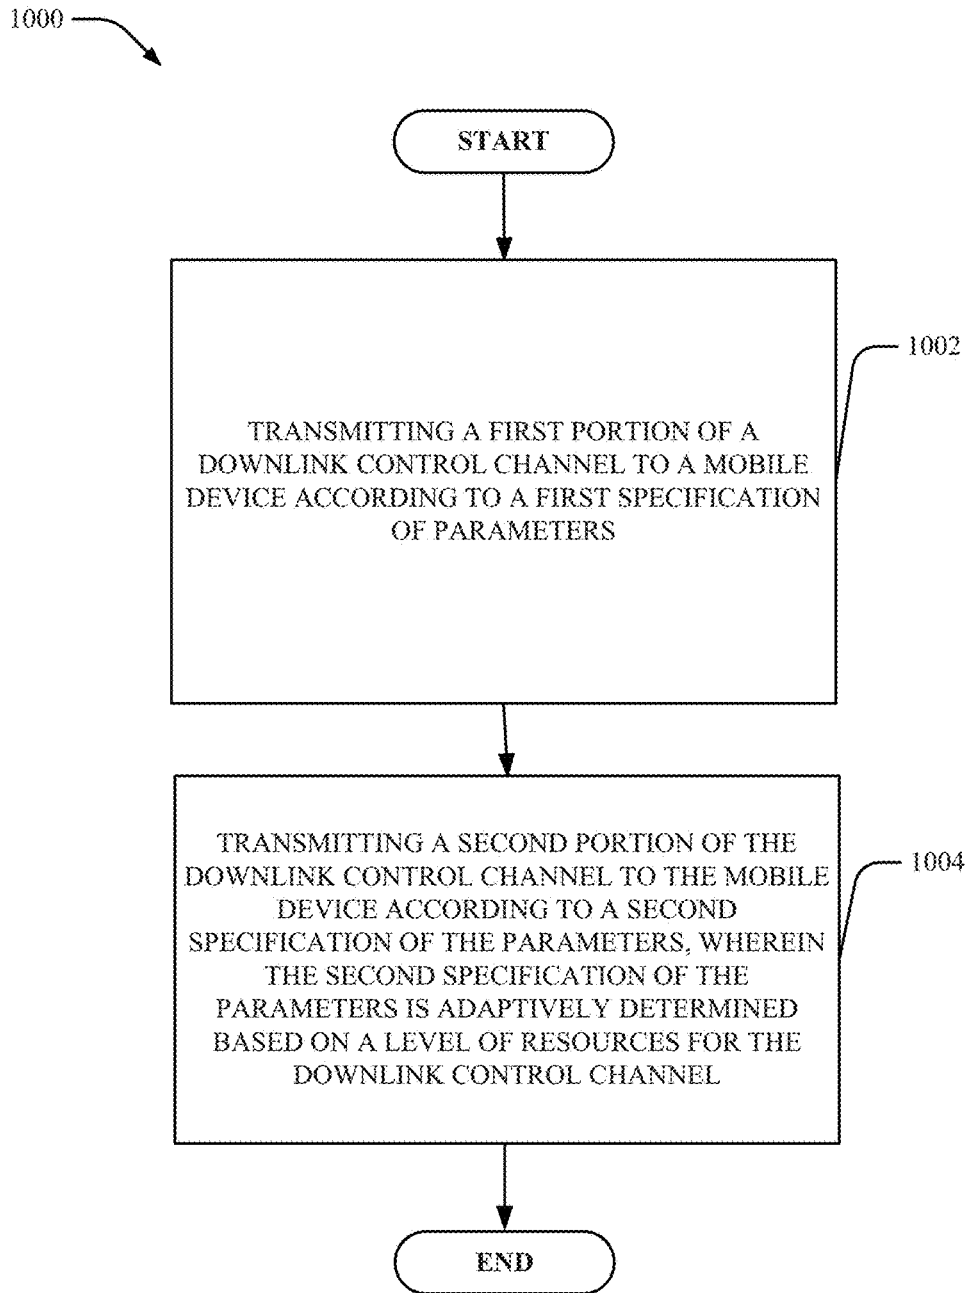 1000
START
TRANSMITTING A FIRST PORTION OF A
DOWNLINK CONTROL CHANNEL TO A MOBILE
DEVICE ACCORDING TO A FIRST SPECIFICATION
OF PARAMETERS
1002
TRANSMITTING A SECOND PORTION OF THE
DOWNLINK CONTROL CHANNEL TO THE MOBILE
DEVICE ACCORDING TO A SECOND
SPECIFICATION OF THE PARAMETERS, WHEREIN
THE SECOND SPECIFICATION OF THE
PARAMETERS IS ADAPTIVELY DETERMINED
BASED ON A LEVEL OF RESOURCES FOR THE
DOWNLINK CONTROL CHANNEL
1004
END